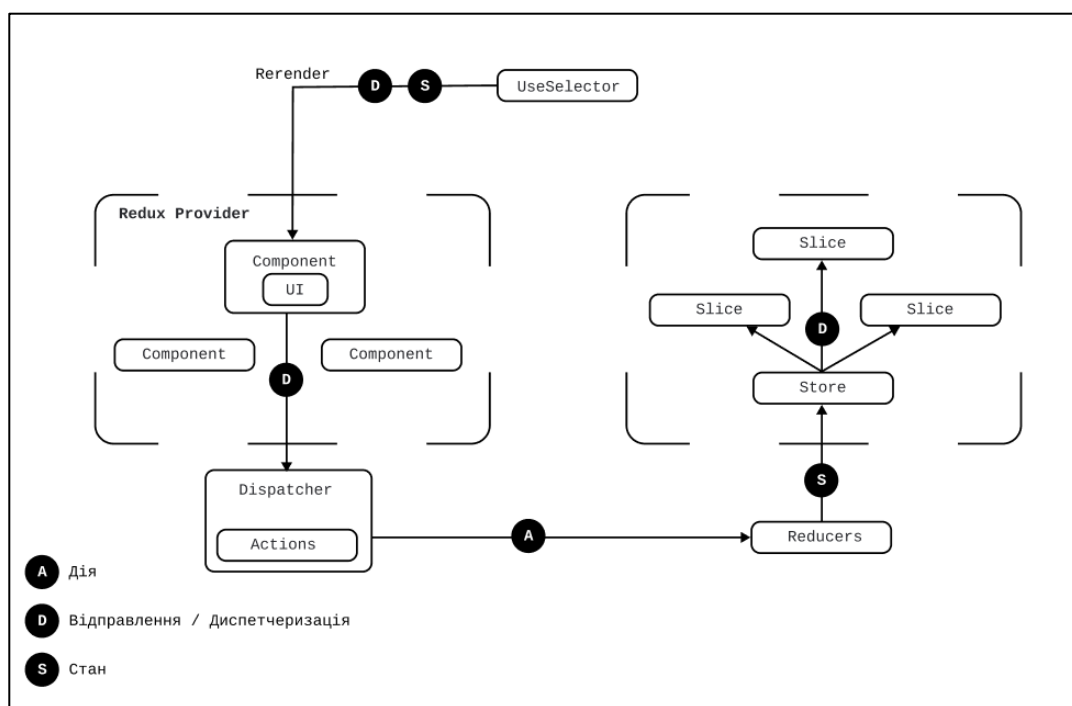 Rerender
D
S
UseSelector
Redux Provider
Component
UI
Component
Component
D
Dispatcher
Actions
A
Slice
Slice
Slice
D
Store
S
Reducers
A Дія
D Відправлення / Диспетчеризація
S Стан